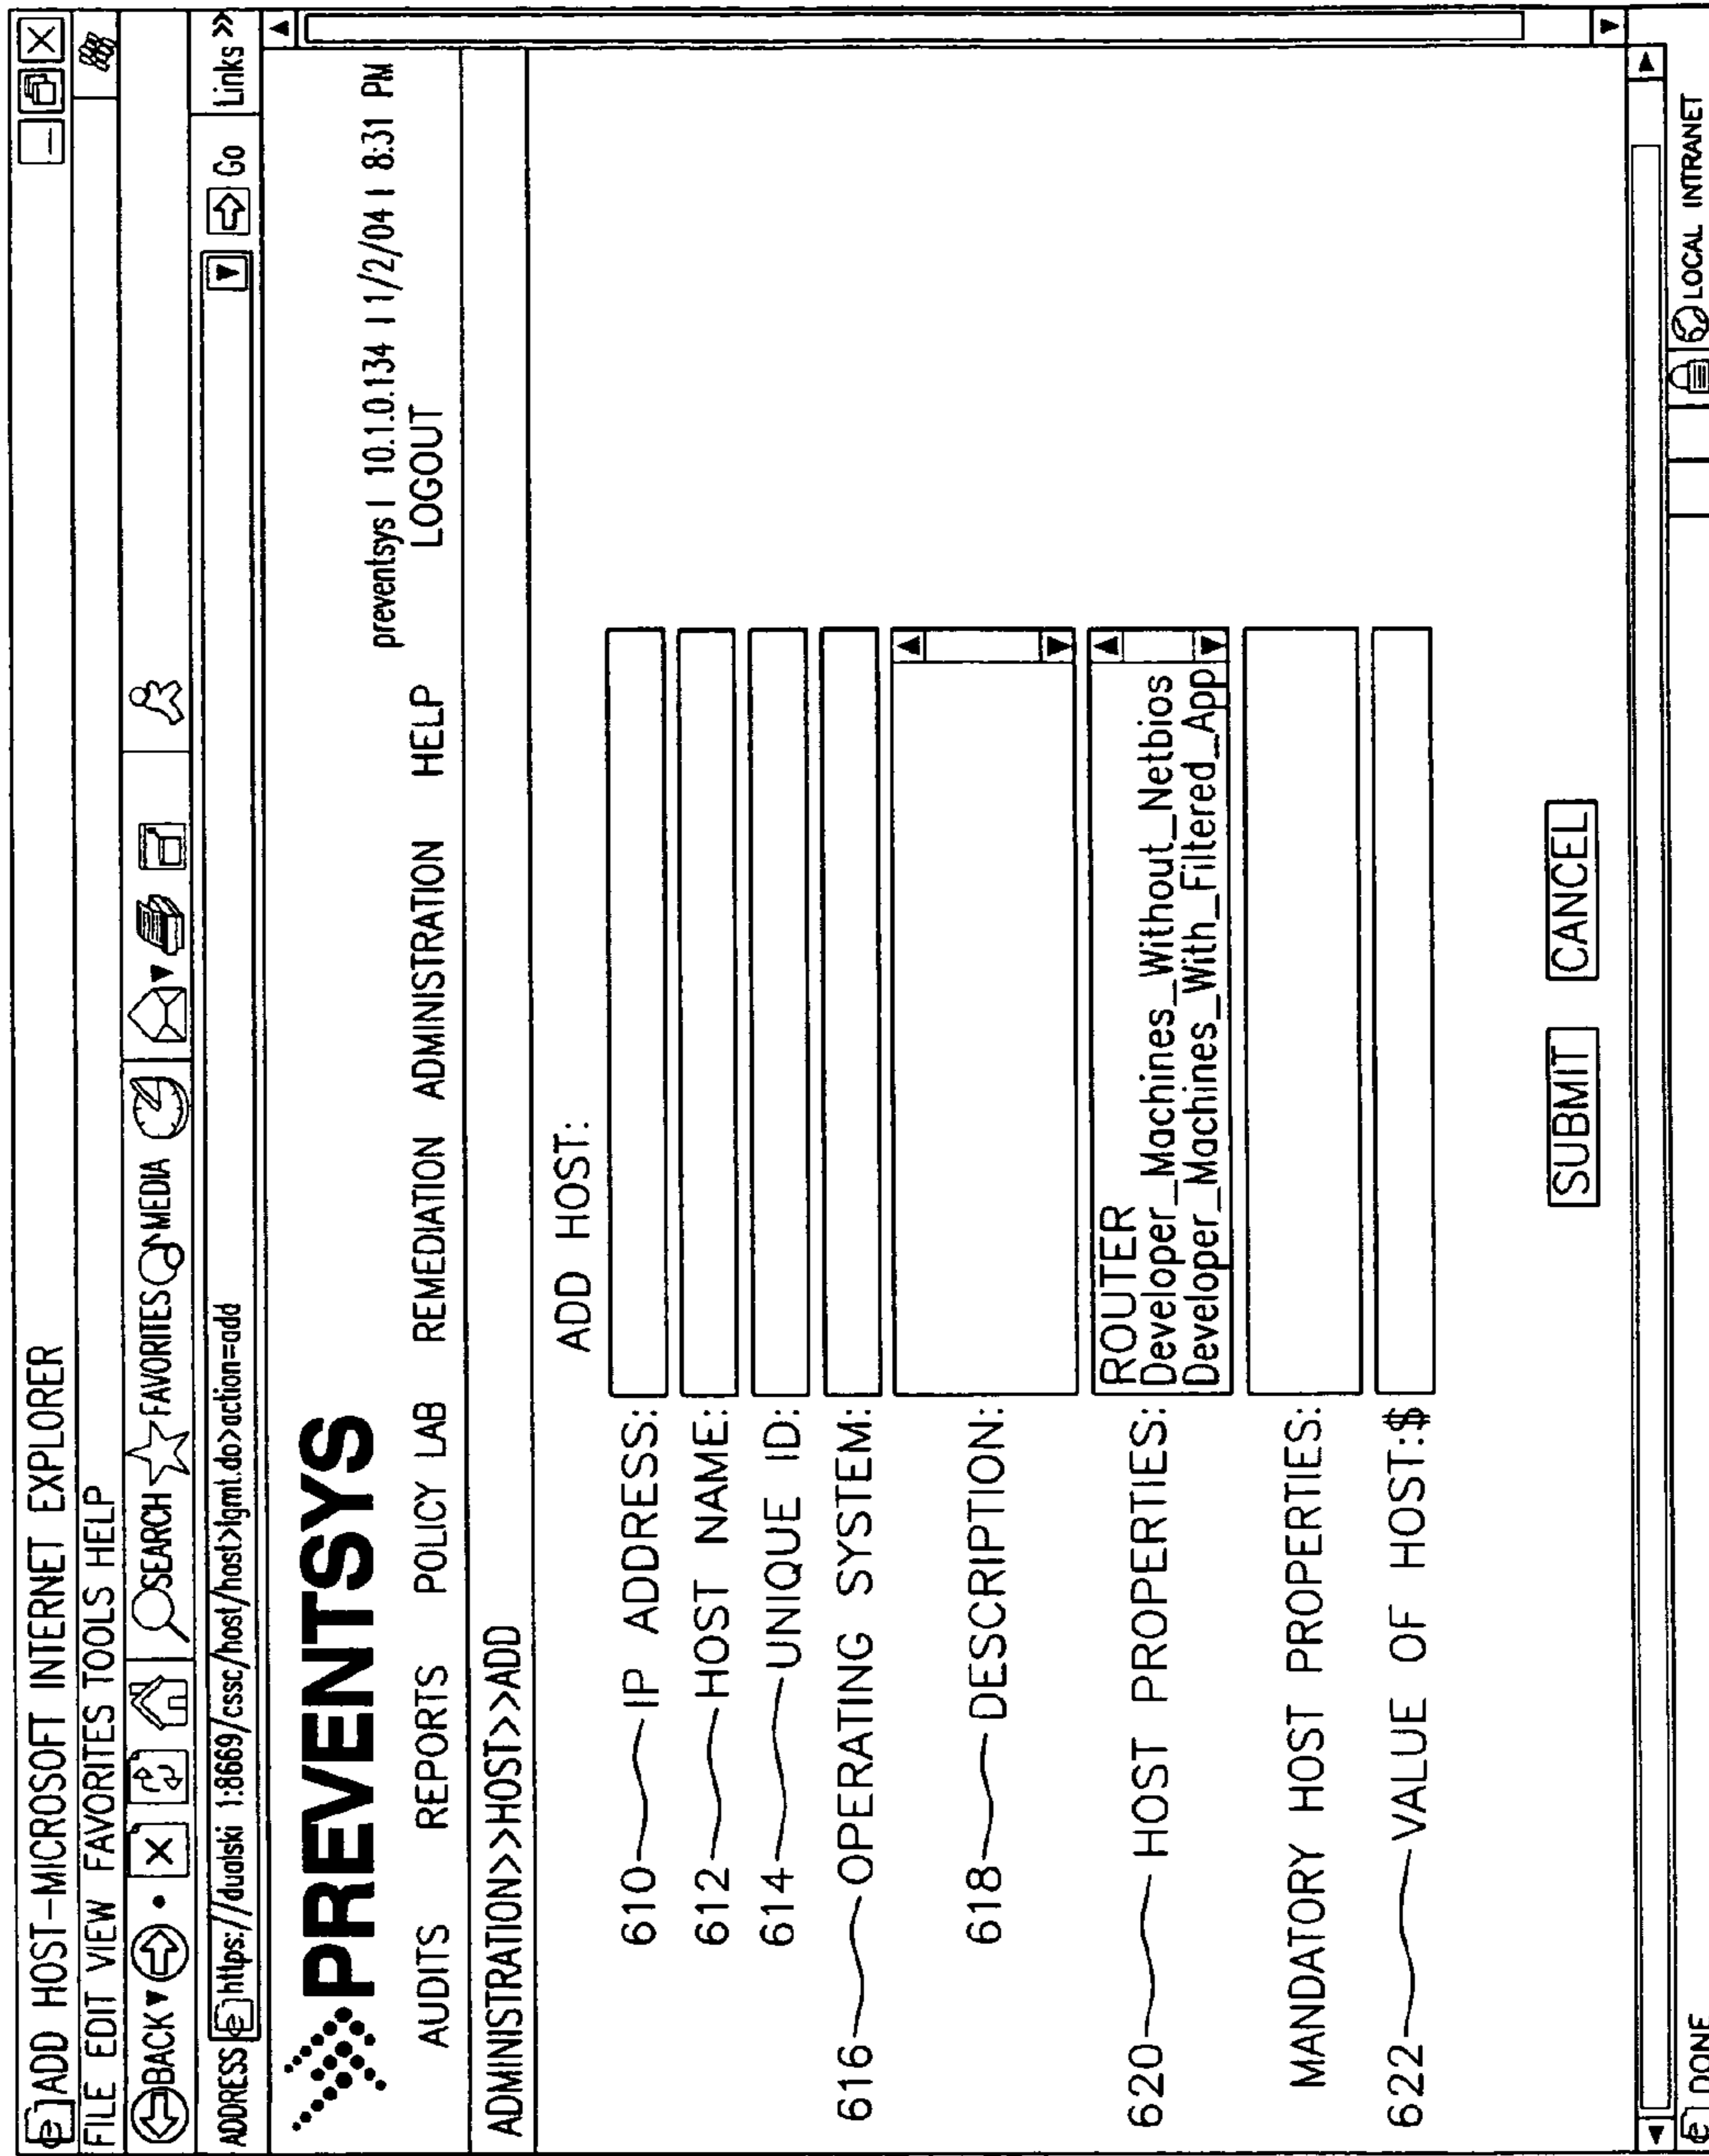 ADD HOST-MICROSOFT INTERNET EXPLORER
FILE EDIT VIEW FAVORITES TOOLS HELP
BACK SEARCH FAVORITES MEDIA
ADDRESS https://dualski 1:8669/cssc/host/host>igmt.do>action=add Go Links >>
PREVENTSYS
preventsys | 10.1.0.134 | 1/2/04 | 8:31 PM
AUDITS REPORTS POLICY LAB REMEDIATION ADMINISTRATION HELP LOGOUT
ADMINISTRATION>>HOST>>ADD
ADD HOST:
610 IP ADDRESS:
612 HOST NAME:
614 UNIQUE ID:
616 OPERATING SYSTEM:
618 DESCRIPTION:
620 HOST PROPERTIES:
ROUTER
Developer_Machines_Without_Netbios
Developer_Machines_With_Filtered_App
MANDATORY HOST PROPERTIES:
622 VALUE OF HOST:$
SUBMIT CANCEL
DONE LOCAL INTRANET